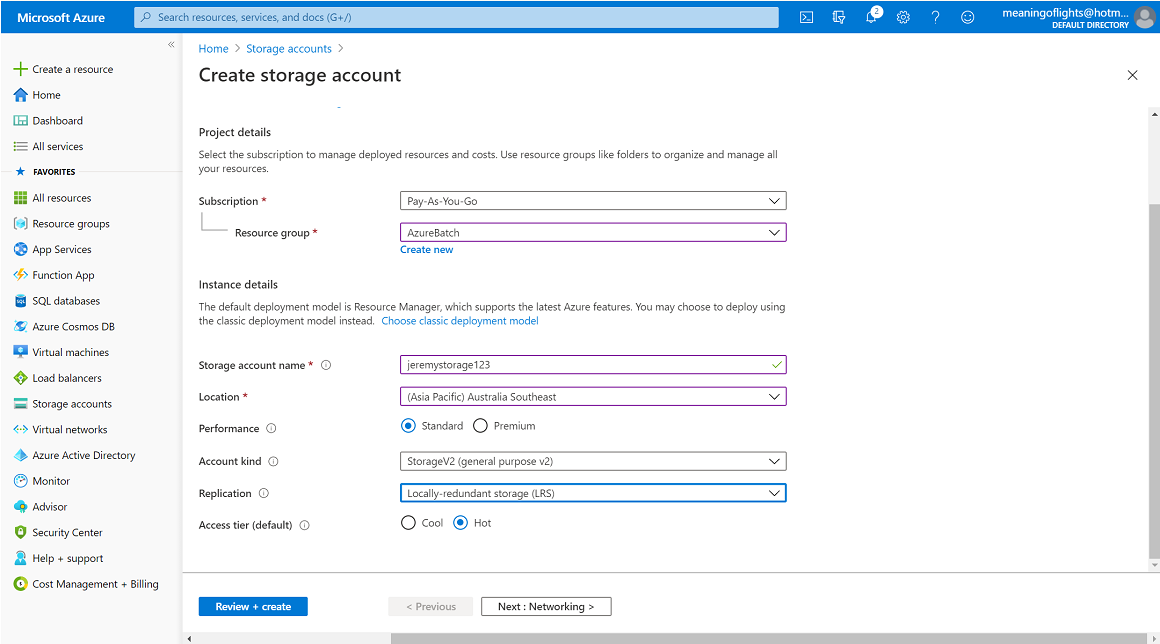 Microsoft Azure
Search resources, services, and docs (G+/)
2
meaningoflights@hotm...
DEFAULT DIRECTORY
Create a resource
Home
Dashboard
All services
FAVORITES
All resources
Resource groups
App Services
Function App
SQL databases
Azure Cosmos DB
Virtual machines
Load balancers
Storage accounts
Virtual networks
Azure Active Directory
Monitor
Advisor
Security Center
Help + support
Cost Management + Billing
Home > Storage accounts >
Create storage account
Project details
Select the subscription to manage deployed resources and costs. Use resource groups like folders to organize and manage all
your resources.
Subscription * Pay-As-You-Go
Resource group * AzureBatch
Create new
Instance details
The default deployment model is Resource Manager, which supports the latest Azure features. You may choose to deploy using
the classic deployment model instead. Choose classic deployment model
Storage account name * jeremystorage123
Location * (Asia Pacific) Australia Southeast
Performance Standard Premium
Account kind StorageV2 (general purpose v2)
Replication Locally-redundant storage (LRS)
Access tier (default) Cool Hot
Review + create
< Previous
Next : Networking >